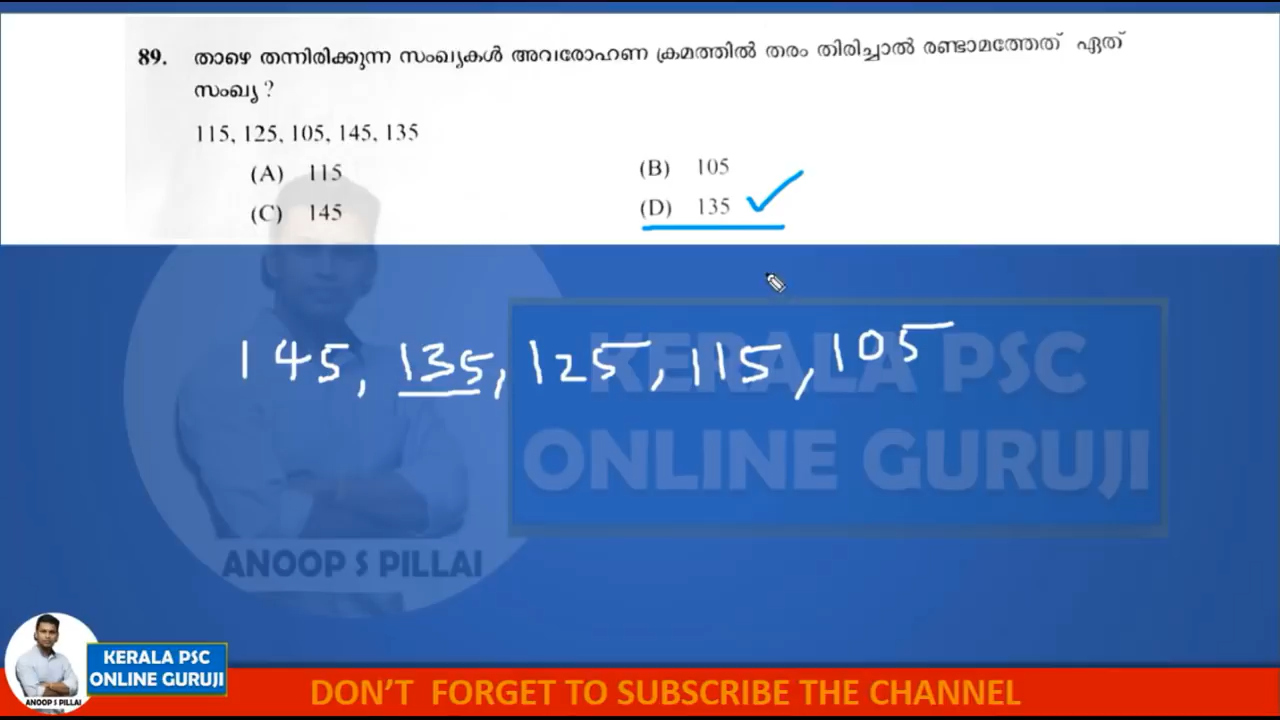 89. താഴെ തന്നിരിക്കുന്ന സംഖ്യകൾ അവരോഹണ ക്രമത്തിൽ തരം തിരിച്ചാൽ രണ്ടാമത്തേത് ഏത്
സംഖ്യ ?
115, 125, 105, 145, 135
(A) 115 (B) 105
(C) 145 (D) 135
145, 135, 125, 115, 105
KERALA PSC
ONLINE GURUJI
ANOOP S PILLAI
KERALA PSC
ONLINE GURUJI
ANOOP S PILLAI
DON'T FORGET TO SUBSCRIBE THE CHANNEL